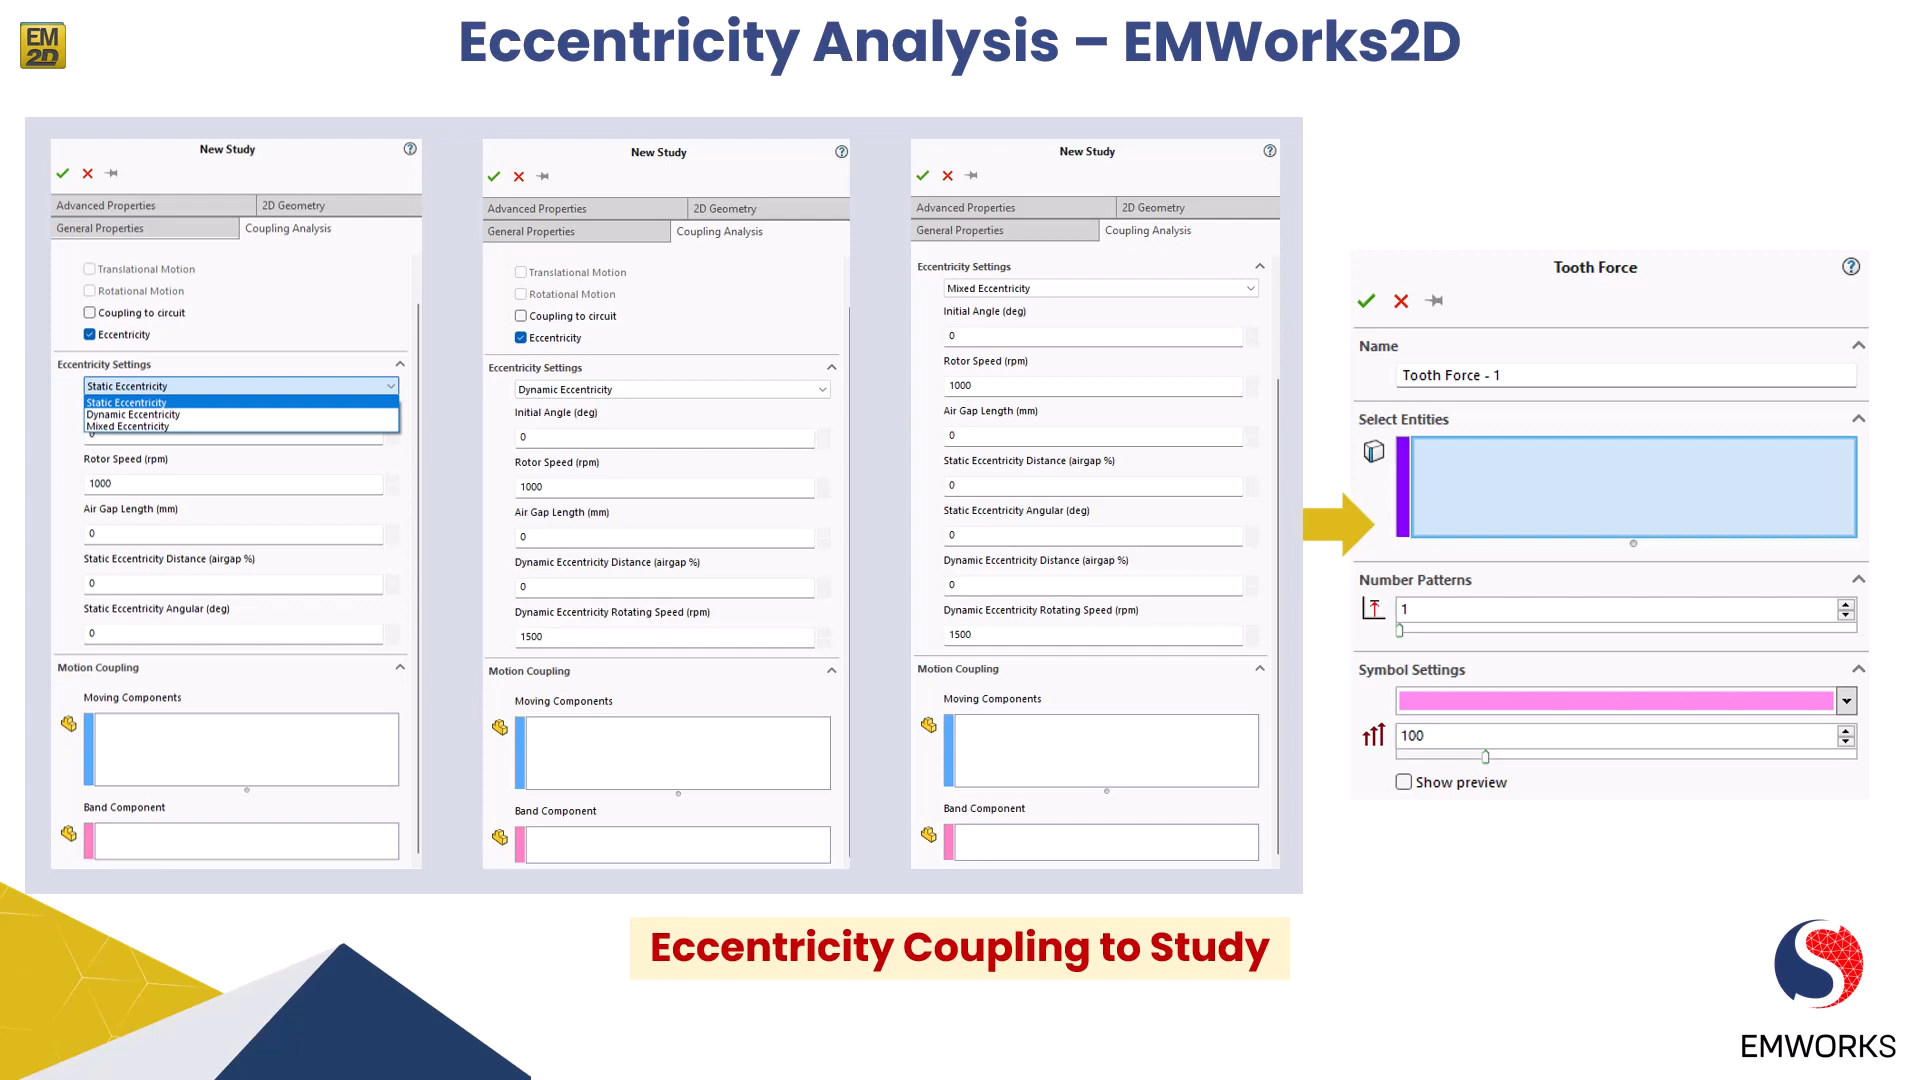 EM
2D
Eccentricity Analysis – EMWorks2D
New Study
Advanced Properties
2D Geometry
General Properties
Coupling Analysis
Translational Motion
Rotational Motion
Coupling to circuit
Eccentricity
Eccentricity Settings
Static Eccentricity
Static Eccentricity
Dynamic Eccentricity
Mixed Eccentricity
0
Rotor Speed (rpm)
1000
Air Gap Length (mm)
0
Static Eccentricity Distance (airgap %)
0
Static Eccentricity Angular (deg)
0
Motion Coupling
Moving Components
Band Component
New Study
Advanced Properties
2D Geometry
General Properties
Coupling Analysis
Translational Motion
Rotational Motion
Coupling to circuit
Eccentricity
Eccentricity Settings
Dynamic Eccentricity
Initial Angle (deg)
0
Rotor Speed (rpm)
1000
Air Gap Length (mm)
0
Dynamic Eccentricity Distance (airgap %)
0
Dynamic Eccentricity Rotating Speed (rpm)
1500
Motion Coupling
Moving Components
Band Component
New Study
Advanced Properties
2D Geometry
General Properties
Coupling Analysis
Eccentricity Settings
Mixed Eccentricity
Initial Angle (deg)
0
Rotor Speed (rpm)
1000
Air Gap Length (mm)
0
Static Eccentricity Distance (airgap %)
0
Static Eccentricity Angular (deg)
0
Dynamic Eccentricity Distance (airgap %)
0
Dynamic Eccentricity Rotating Speed (rpm)
1500
Motion Coupling
Moving Components
Band Component
Tooth Force
Name
Tooth Force - 1
Select Entities
Number Patterns
1
Symbol Settings
100
Show preview
Eccentricity Coupling to Study
EMWORKS